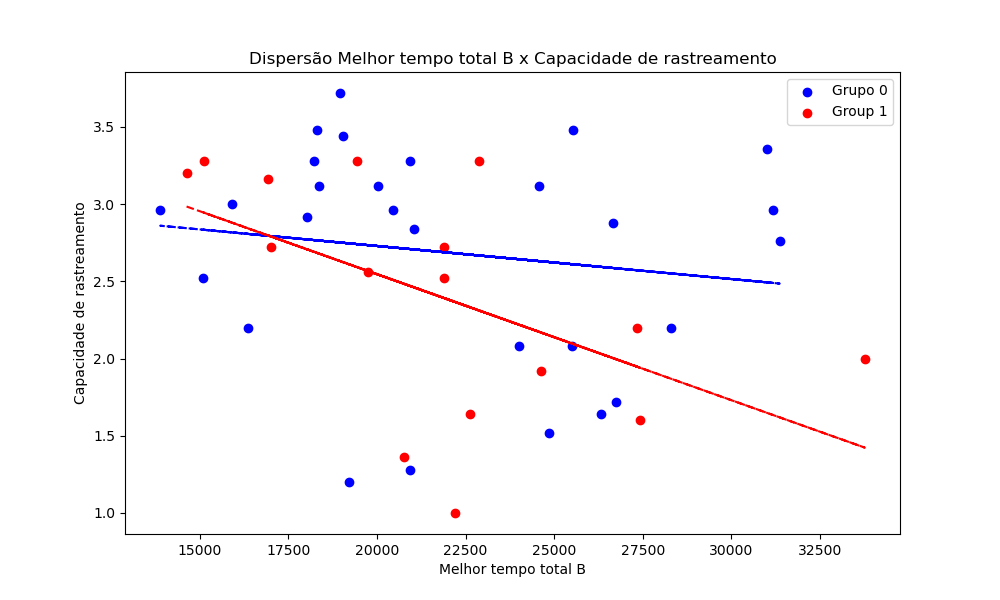 Dispersão Melhor tempo total B x Capacidade de rastreamento
Grupo 0
Group 1
Capacidade de rastreamento
3.5
3.0
2.5
2.0
1.5
1.0
15000 17500 20000 22500 25000 27500 30000 32500
Melhor tempo total B